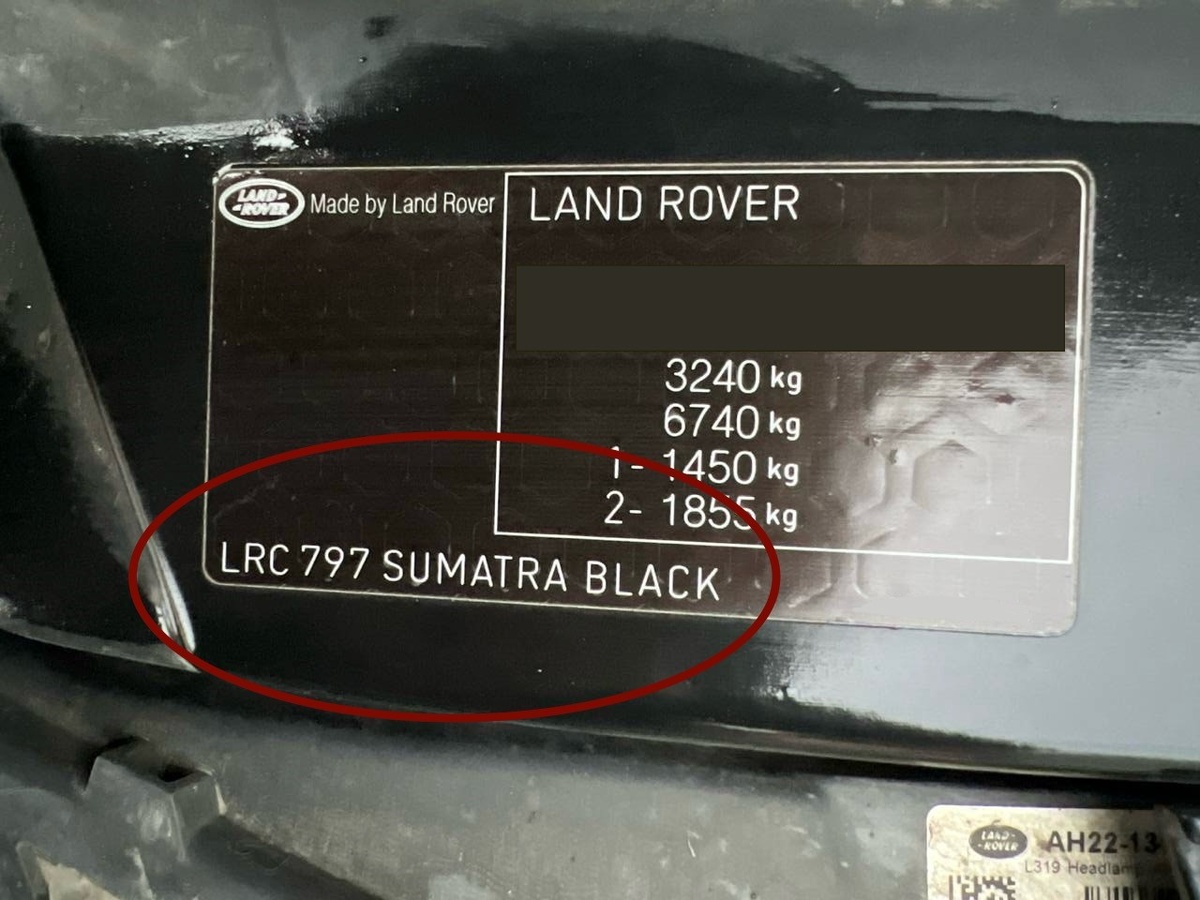 LAND ROVER Made by Land Rover
LAND ROVER
3240 kg
6740 kg
1- 1450 kg
2- 1855 kg
LRC 797 SUMATRA BLACK
LAND ROVER
AH22-13
L319